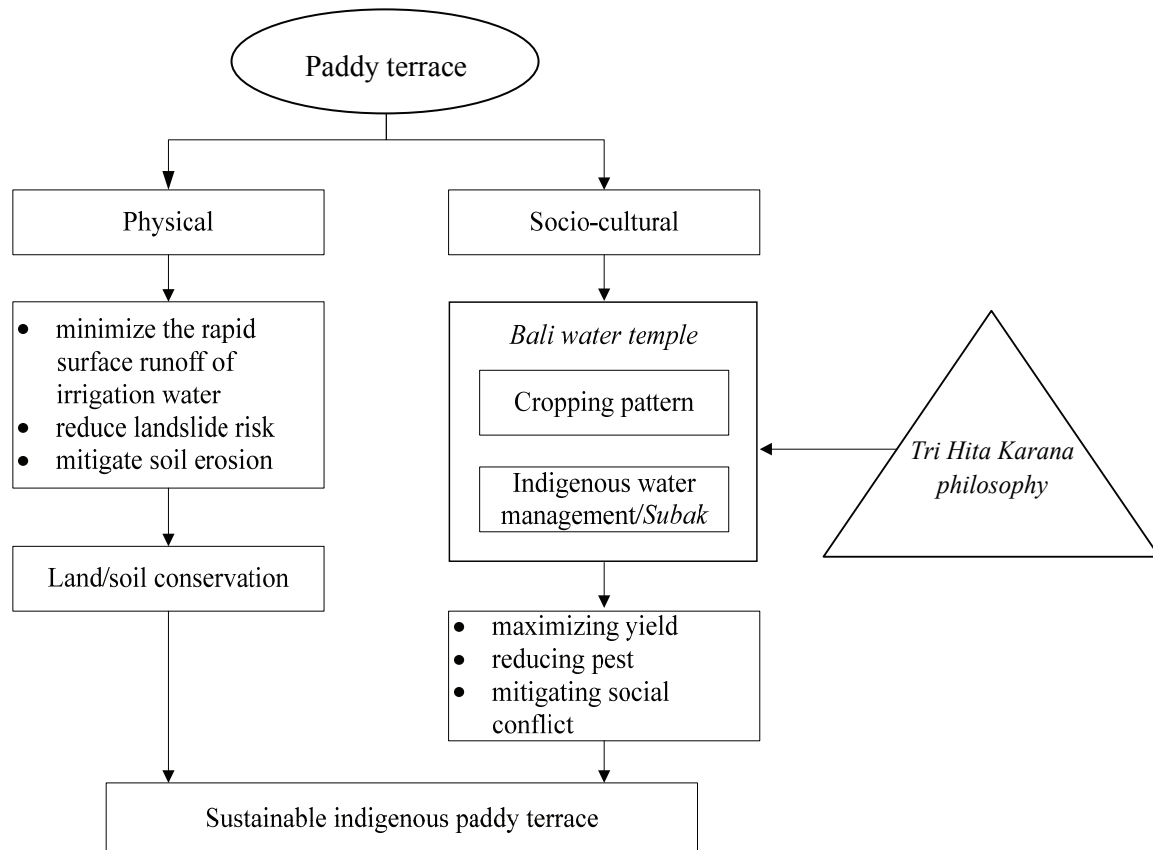 Paddy terrace
Physical
Socio-cultural
• minimize the rapid
surface runoff of
irrigation water
• reduce landslide risk
• mitigate soil erosion
Land/soil conservation
Bali water temple
Cropping pattern
Indigenous water
management/Subak
Tri Hita Karana
philosophy
• maximizing yield
• reducing pest
• mitigating social
conflict
Sustainable indigenous paddy terrace